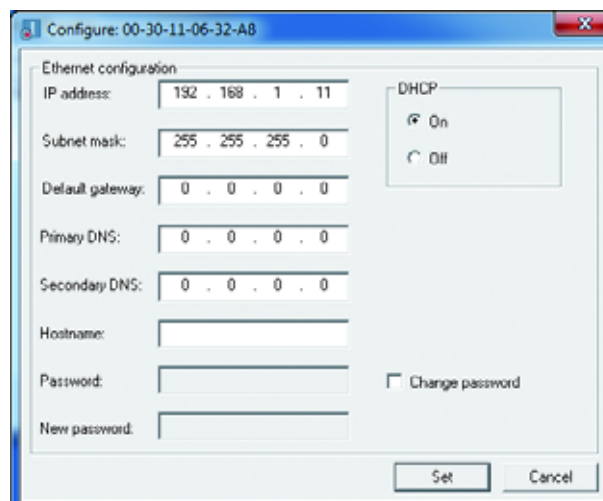 Configure: 00-30-11-06-32-A8
Ethernet configuration
IP address: 192 . 168 . 1 . 11
Subnet mask: 255 . 255 . 255 . 0
Default gateway: 0 . 0 . 0 . 0
Primary DNS: 0 . 0 . 0 . 0
Secondary DNS: 0 . 0 . 0 . 0
Hostname:
Password:
New password:
DHCP
On
Off
Change password
Set
Cancel